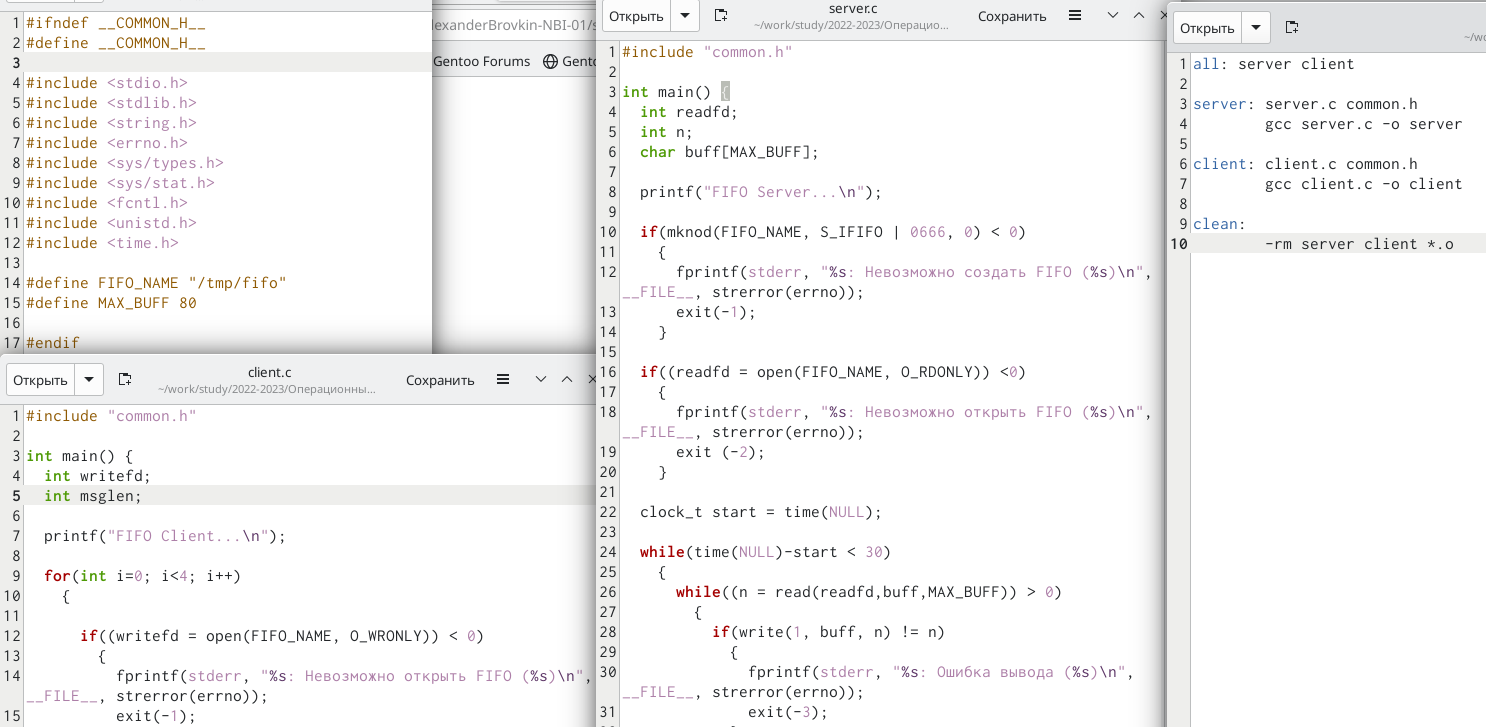 1 #ifndef __COMMON_H__
2 #define __COMMON_H__
3
4 #include <stdio.h>
5 #include <stdlib.h>
6 #include <string.h>
7 #include <errno.h>
8 #include <sys/types.h>
9 #include <sys/stat.h>
10 #include <fcntl.h>
11 #include <unistd.h>
12 #include <time.h>
13
14 #define FIFO_NAME "/tmp/fifo"
15 #define MAX_BUFF 80
16
17 #endif
lexanderBrovkin-NBI-01/s
Gentoo Forums
Gento
Открыть
client.c
~/work/study/2022-2023/Операционны...
Сохранить
1 #include "common.h"
2
3 int main() {
4   int writefd;
5   int msglen;
6
7   printf("FIFO Client...\n");
8
9   for(int i=0; i<4; i++)
10     {
11
12       if((writefd = open(FIFO_NAME, O_WRONLY)) < 0)
13         {
14           fprintf(stderr, "%s: Невозможно открыть FIFO (%s)\n",
__FILE__, strerror(errno));
15           exit(-1);
Открыть
server.c
~/work/study/2022-2023/Операцио...
Сохранить
1 #include "common.h"
2
3 int main() {
4   int readfd;
5   int n;
6   char buff[MAX_BUFF];
7
8   printf("FIFO Server...\n");
9
10   if(mknod(FIFO_NAME, S_IFIFO | 0666, 0) < 0)
11     {
12       fprintf(stderr, "%s: Невозможно создать FIFO (%s)\n",
__FILE__, strerror(errno));
13       exit(-1);
14     }
15
16   if((readfd = open(FIFO_NAME, O_RDONLY)) <0)
17     {
18       fprintf(stderr, "%s: Невозможно открыть FIFO (%s)\n",
__FILE__, strerror(errno));
19       exit (-2);
20     }
21
22   clock_t start = time(NULL);
23
24   while(time(NULL)-start < 30)
25     {
26       while((n = read(readfd,buff,MAX_BUFF)) > 0)
27         {
28           if(write(1, buff, n) != n)
29             {
30               fprintf(stderr, "%s: Ошибка вывода (%s)\n",
__FILE__, strerror(errno));
31               exit(-3);
Открыть
~/wo
1 all: server client
2
3 server: server.c common.h
4         gcc server.c -o server
5
6 client: client.c common.h
7         gcc client.c -o client
8
9 clean:
10         -rm server client *.o